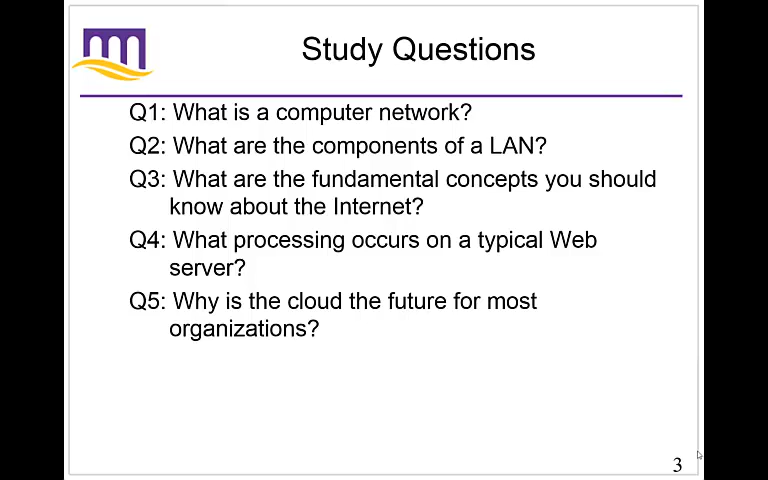 Study Questions
Q1: What is a computer network?
Q2: What are the components of a LAN?
Q3: What are the fundamental concepts you should
know about the Internet?
Q4: What processing occurs on a typical Web
server?
Q5: Why is the cloud the future for most
organizations?
3